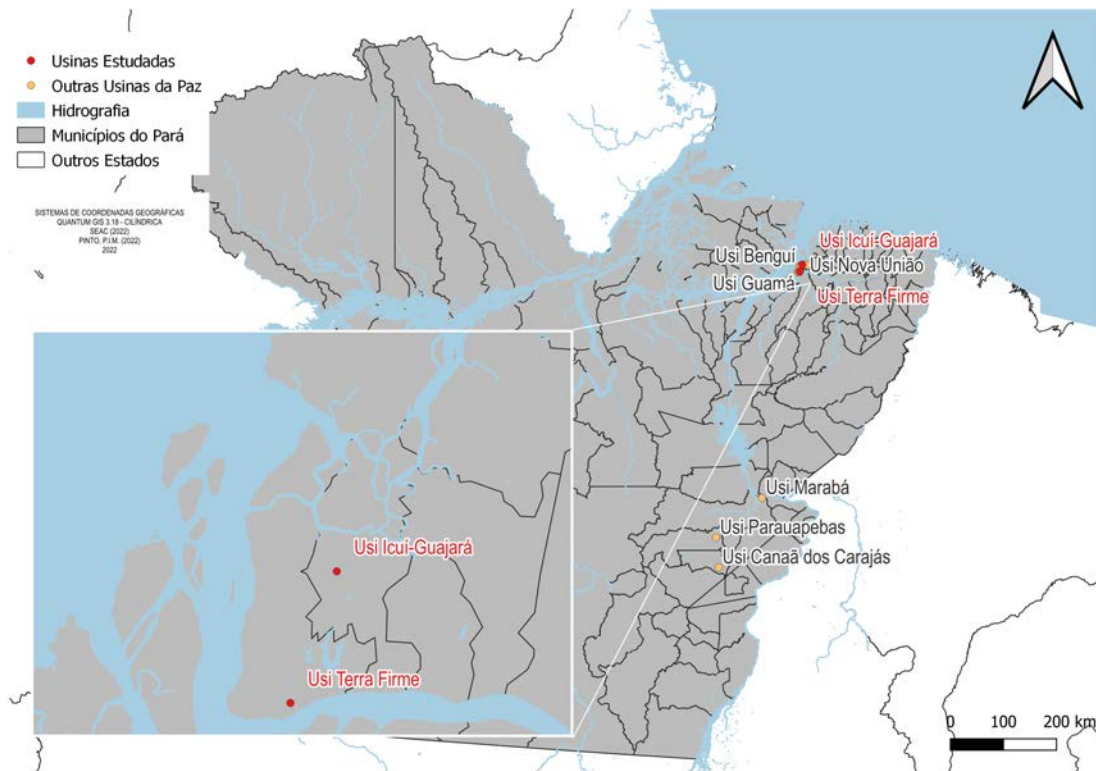 Usinas Estudadas
Outras Usinas da Paz
Hidrografia
Municípios do Pará
Outros Estados
SISTEMAS DE COORDENADAS GEOGRÁFICAS
QUANTUM GIS 3.18 - CILÍNDRICA
SEAC (2022)
PINTO, P.I.M. (2022)
2022
Usi Icuí-Guajará
Usi Benguí
Usi Nova União
Usi Guamá
Usi Terra Firme
Usi Marabá
Usi Parauapebas
Usi Canaã dos Carajás
Usi Icuí-Guajará
Usi Terra Firme
0 100 200 km